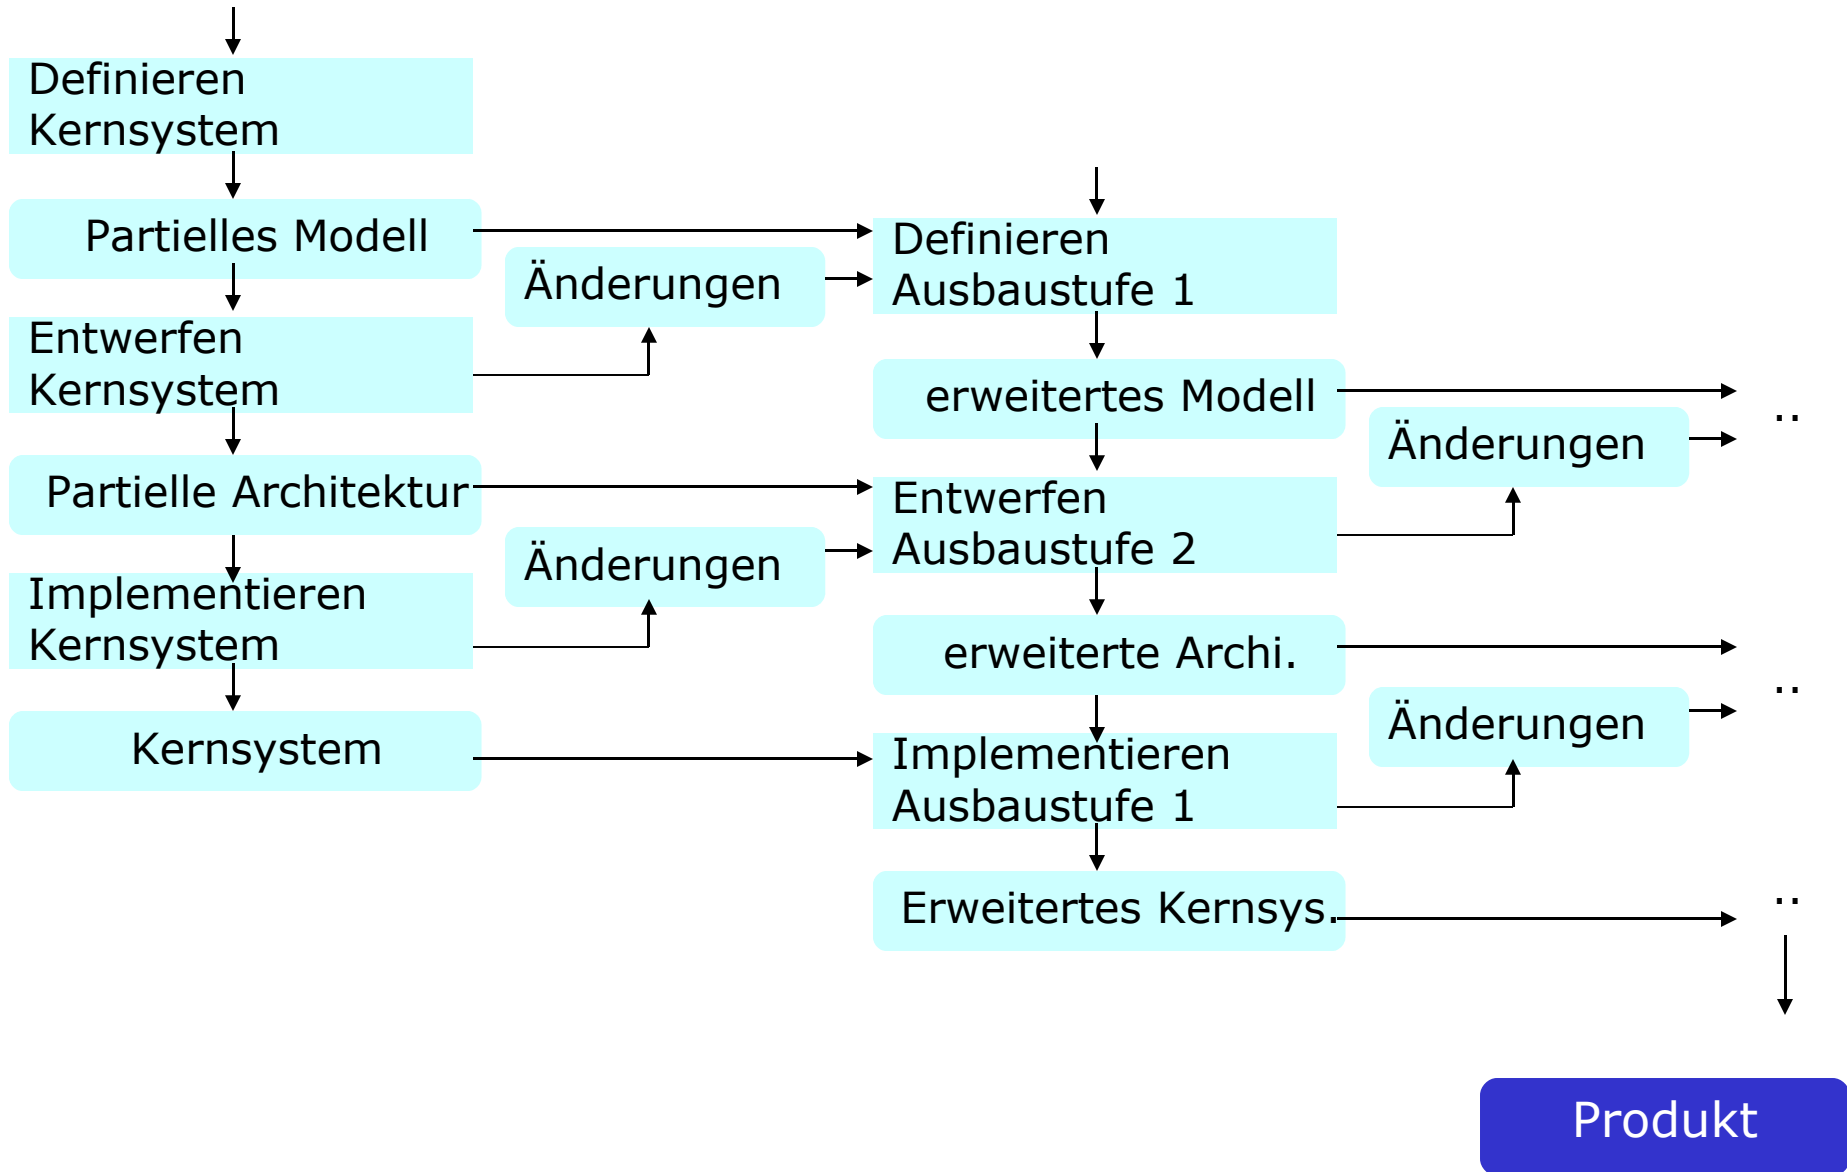 Definieren
Kernsystem
Partielles Modell
Änderungen
Entwerfen
Kernsystem
Partielle Architektur
Änderungen
Implementieren
Kernsystem
Kernsystem
Definieren
Ausbaustufe 1
erweitertes Modell
Änderungen
Entwerfen
Ausbaustufe 2
erweiterte Archi.
Änderungen
Implementieren
Ausbaustufe 1
Erweitertes Kernsys.
..
..
..
Produkt